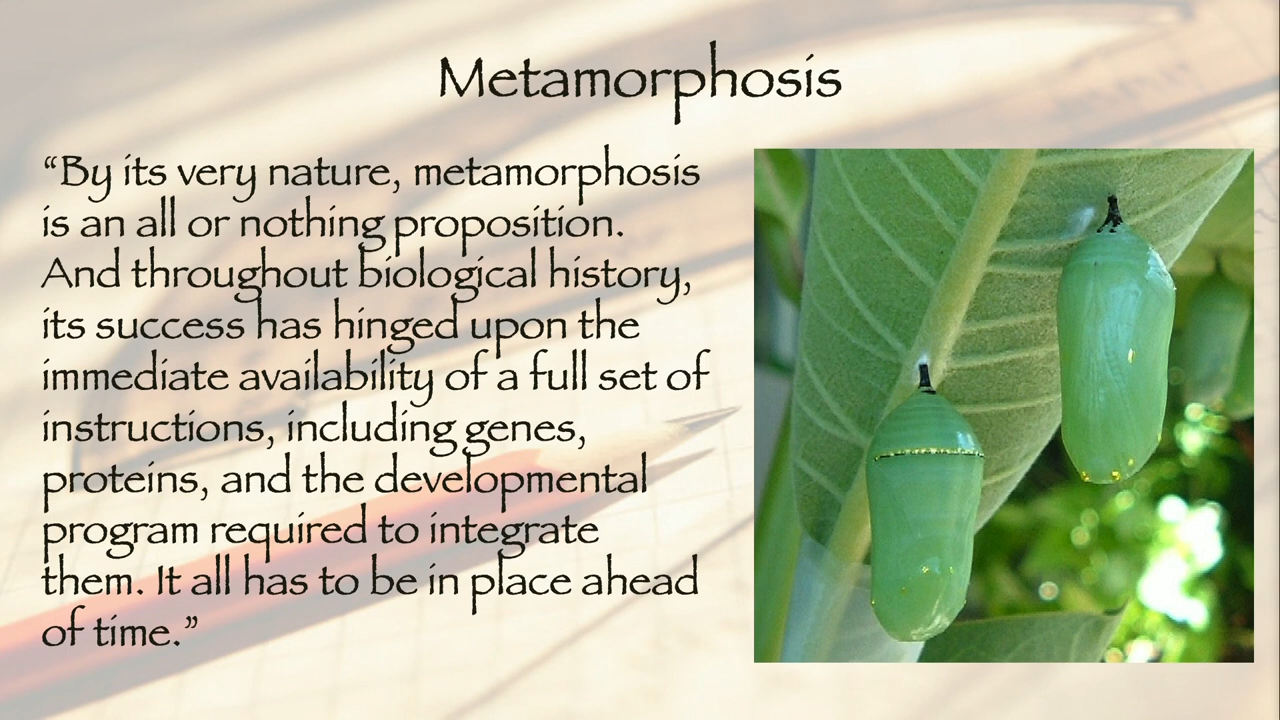 Metamorphosis
“By its very nature, metamorphosis
is an all or nothing proposition.
And throughout biological history,
its success has hinged upon the
immediate availability of a full set of
instructions, including genes,
proteins, and the developmental
program required to integrate
them. It all has to be in place ahead
of time.”